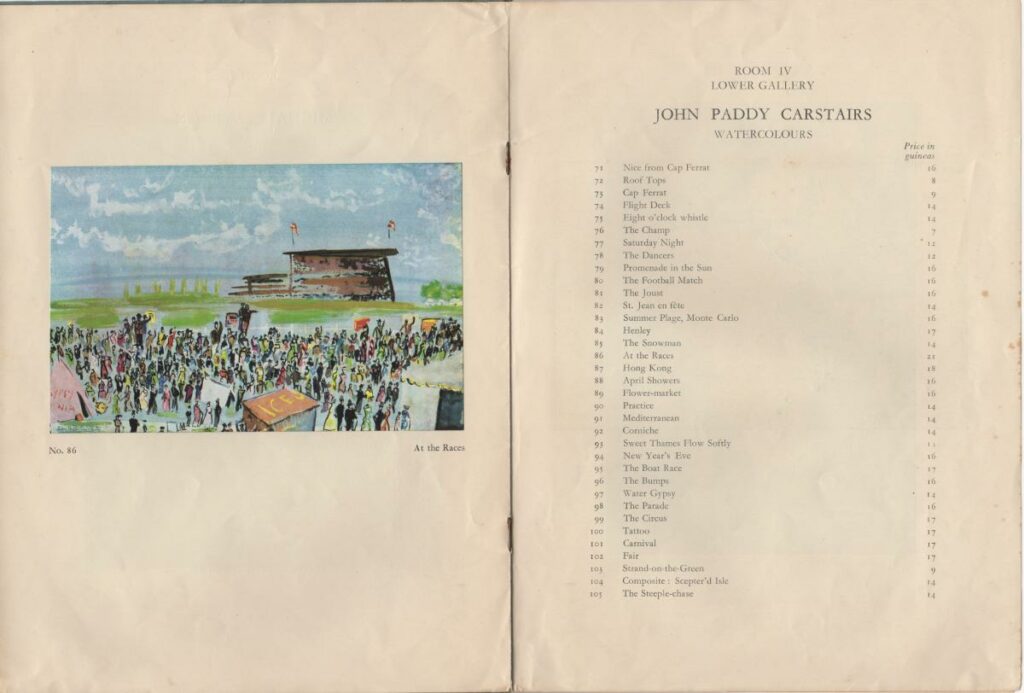 ICES
No. 86 At the Races
ROOM IV
LOWER GALLERY
JOHN PADDY CARSTAIRS
WATERCOLOURS
Price in
guineas
71 Nice from Cap Ferrat 16
72 Roof Tops 8
73 Cap Ferrat 9
74 Flight Deck 14
75 Eight o'clock whistle 14
76 The Champ 7
77 Saturday Night
78 The Dancers 12
79 Promenade in the Sun 16
80 The Football Match 16
81 The Joust 16
82 St. Jean en fête 14
83 Summer Plage, Monte Carlo 16
84 Henley 17
85 The Snowman 14
86 At the Races 21
87 Hong Kong 18
88 April Showers 16
89 Flower-market 16
90 Practice 14
91 Mediterranean 14
92 Corniche 14
93 Sweet Thames Flow Softly
94 New Year's Eve 16
95 The Boat Race 17
96 The Bumps 16
97 Water Gypsy 14
98 The Parade 16
99 The Circus 17
100 Tattoo 17
101 Carnival 17
102 Fair 17
103 Strand-on-the-Green 9
104 Composite : Scepter'd Isle 14
105 The Steeple-chase 14